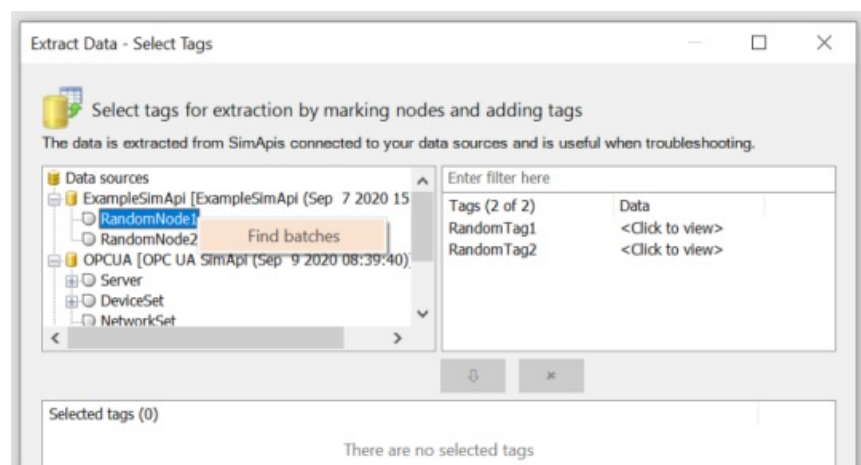 Extract Data - Select Tags
Select tags for extraction by marking nodes and adding tags
The data is extracted from SimApis connected to your data sources and is useful when troubleshooting.
Data sources
ExampleSimApi [ExampleSimApi (Sep 7 2020 15
RandomNode1
RandomNode2
Find batches
OPCUA [OPC UA SimApi (Sep 9 2020 08:39:40)]
Server
DeviceSet
NetworkSet
Enter filter here
Tags (2 of 2) Data
RandomTag1 <Click to view>
RandomTag2 <Click to view>
Selected tags (0)
There are no selected tags